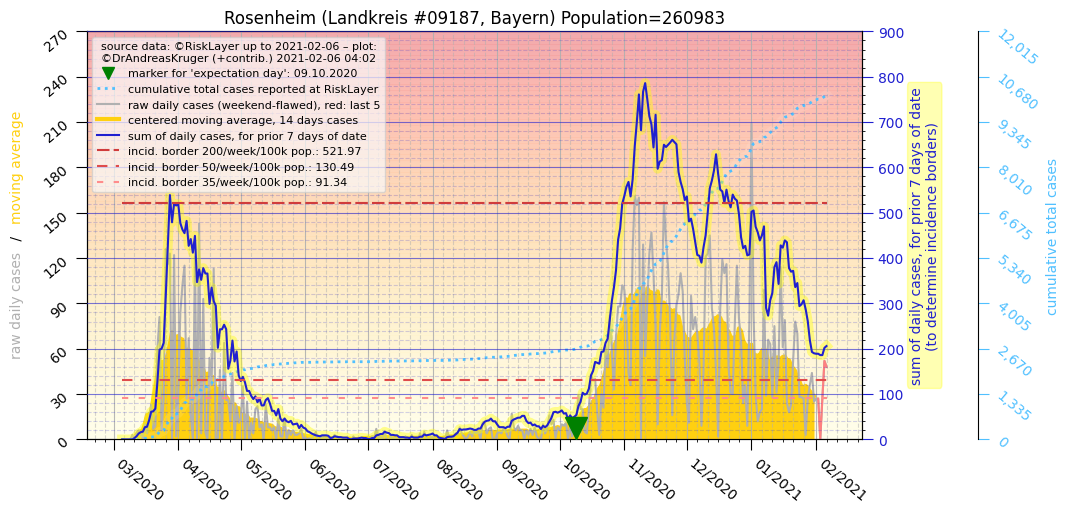 Rosenheim (Landkreis #09187, Bayern) Population=260983
source data: ©RiskLayer up to 2021-02-06 – plot:
©DrAndreasKruger (+contrib.) 2021-02-06 04:02
marker for 'expectation day': 09.10.2020
cumulative total cases reported at RiskLayer
raw daily cases (weekend-flawed), red: last 5
centered moving average, 14 days cases
sum of daily cases, for prior 7 days of date
incid. border 200/week/100k pop.: 521.97
incid. border 50/week/100k pop.: 130.49
incid. border 35/week/100k pop.: 91.34
raw daily cases / moving average
270
240
210
180
150
120
90
60
30
0
03/2020
04/2020
05/2020
06/2020
07/2020
08/2020
09/2020
10/2020
11/2020
12/2020
01/2021
02/2021
900
800
700
600
500
400
300
200
100
0
sum of daily cases, for prior 7 days of date
(to determine incidence borders)
12,015
10,680
9,345
8,010
6,675
5,340
4,005
2,670
1,335
0
cumulative total cases